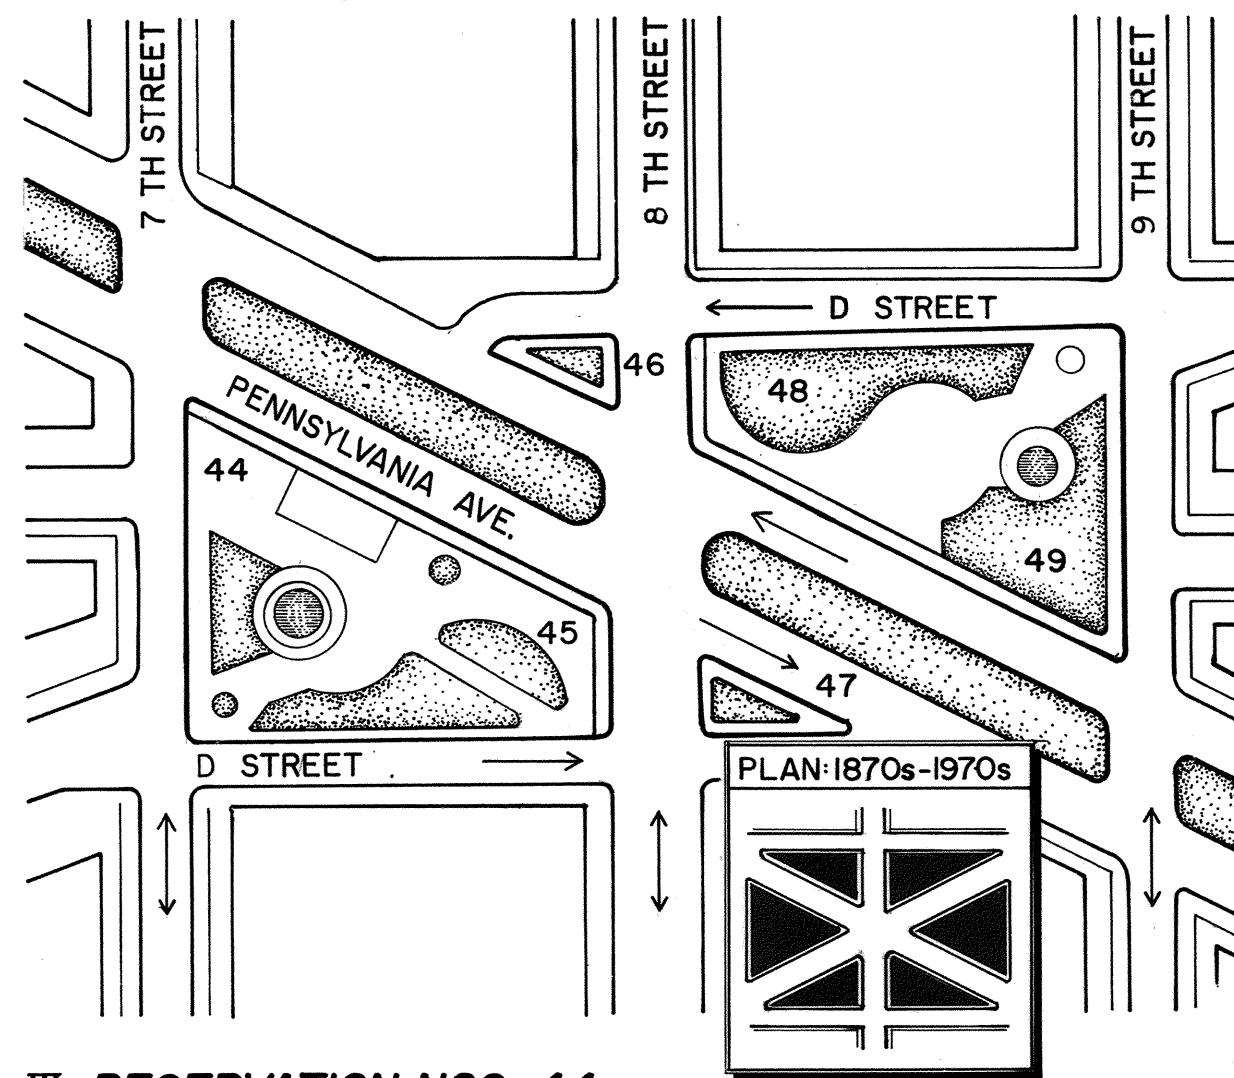 7 TH STREET
8 TH STREET
9 TH STREET
D STREET
46
48
PENNSYLVANIA AVE.
44
49
45
47
D STREET
PLAN: 1870s-1970s